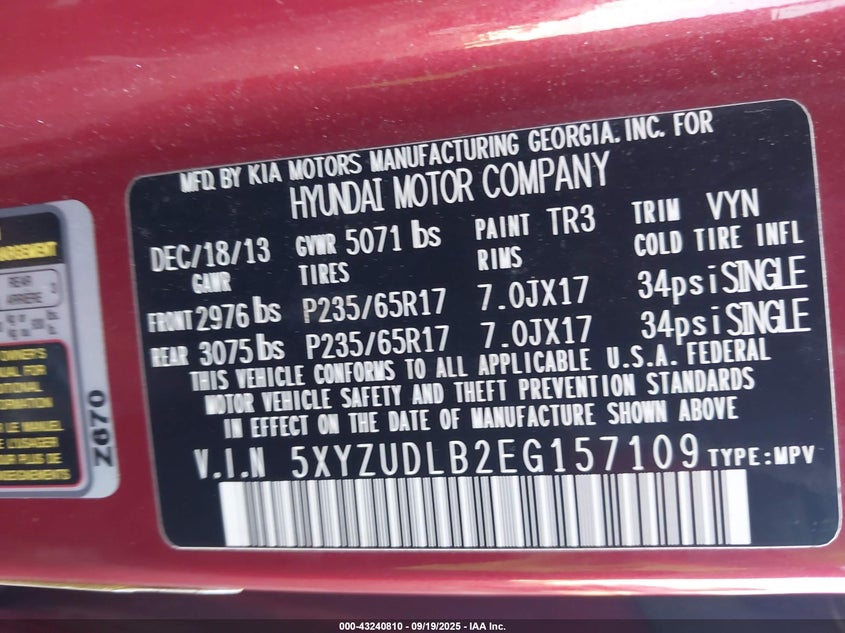 MFD. BY KIA MOTORS MANUFACTURING GEORGIA. INC. FOR
HYUNDAI MOTOR COMPANY
DEC/18/13 GVWR 5071 lbs PAINT TR3 TRIM VYN
GAWR TIRES RIMS COLD TIRE INFL
FRONT 2976 lbs P235/65R17 7.0JX17 34psi SINGLE
REAR 3075 lbs P235/65R17 7.0JX17 34psi SINGLE
THIS VEHICLE CONFORMS TO ALL APPLICABLE U.S.A. FEDERAL
MOTOR VEHICLE SAFETY AND THEFT PREVENTION STANDARDS
IN EFFECT ON THE DATE OF MANUFACTURE SHOWN ABOVE
V.I.N 5XYZUDLB2EG157109 TYPE:MPV
REAR
ARRIERE
2
OWNER'S
Z670
000-43240810 - 09/19/2025 - IAA Inc.